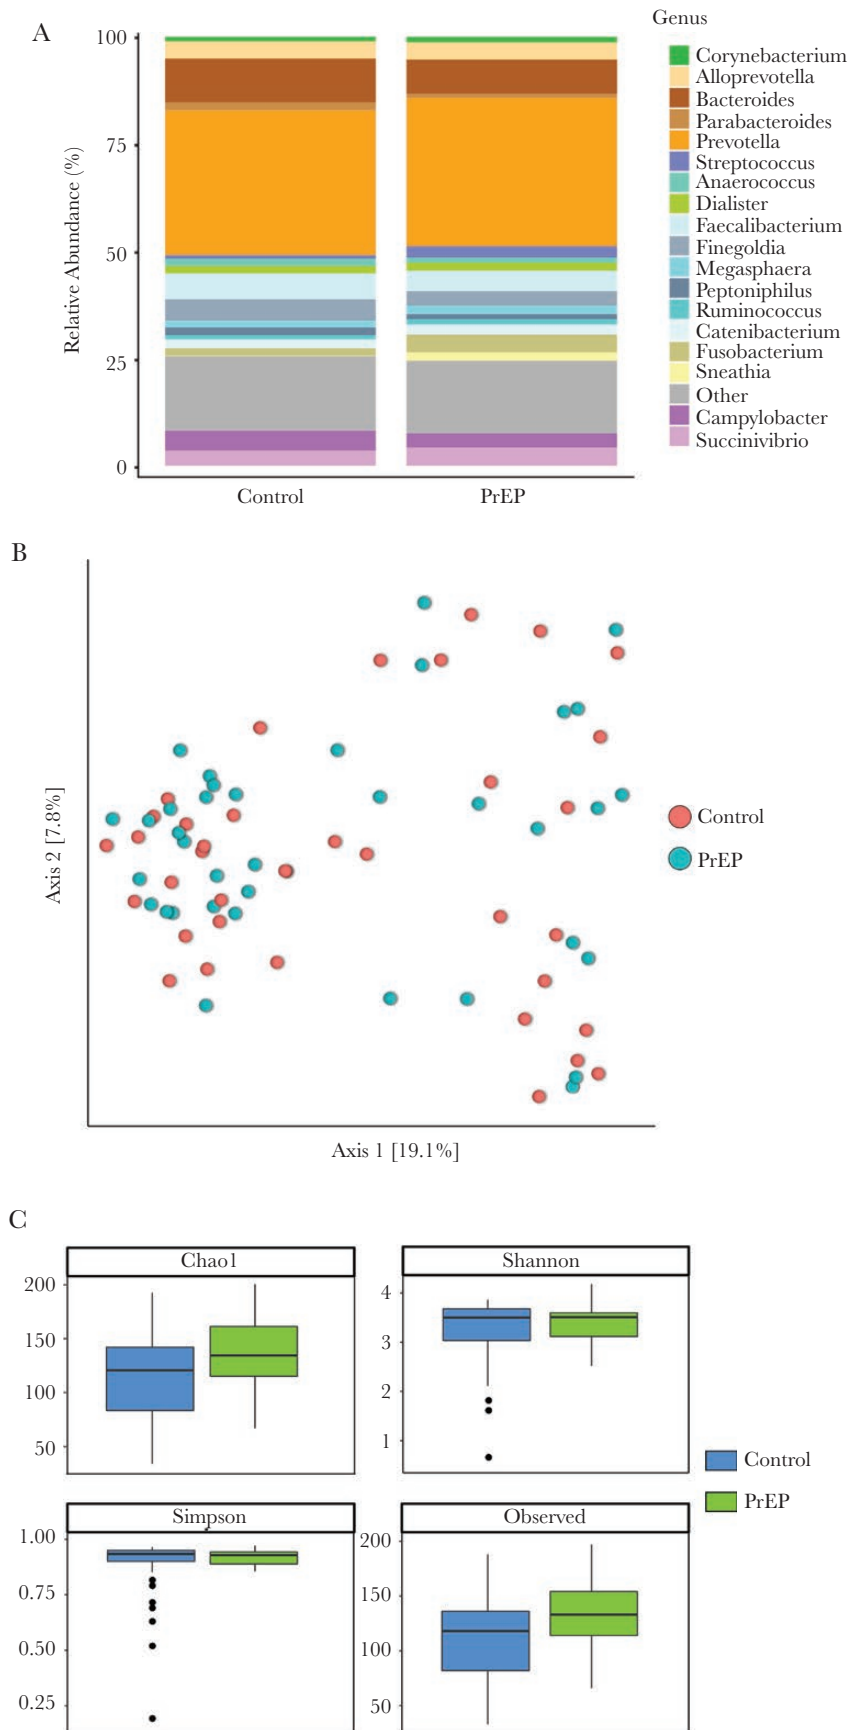 A
Genus
100
75
50
25
0
Relative Abundance (%)
Control
PrEP
Corynebacterium
Alloprevotella
Bacteroides
Parabacteroides
Prevotella
Streptococcus
Anaerococcus
Dialister
Faecalibacterium
Finegoldia
Megasphaera
Peptoniphilus
Ruminococcus
Catenibacterium
Fusobacterium
Sneathia
Other
Campylobacter
Succinivibrio
B
Axis 2 [7.8%]
Axis 1 [19.1%]
Control
PrEP
C
Chao1
200
150
100
50
Shannon
4
3
2
1
Simpson
1.00
0.75
0.50
0.25
Observed
200
150
100
50
Control
PrEP